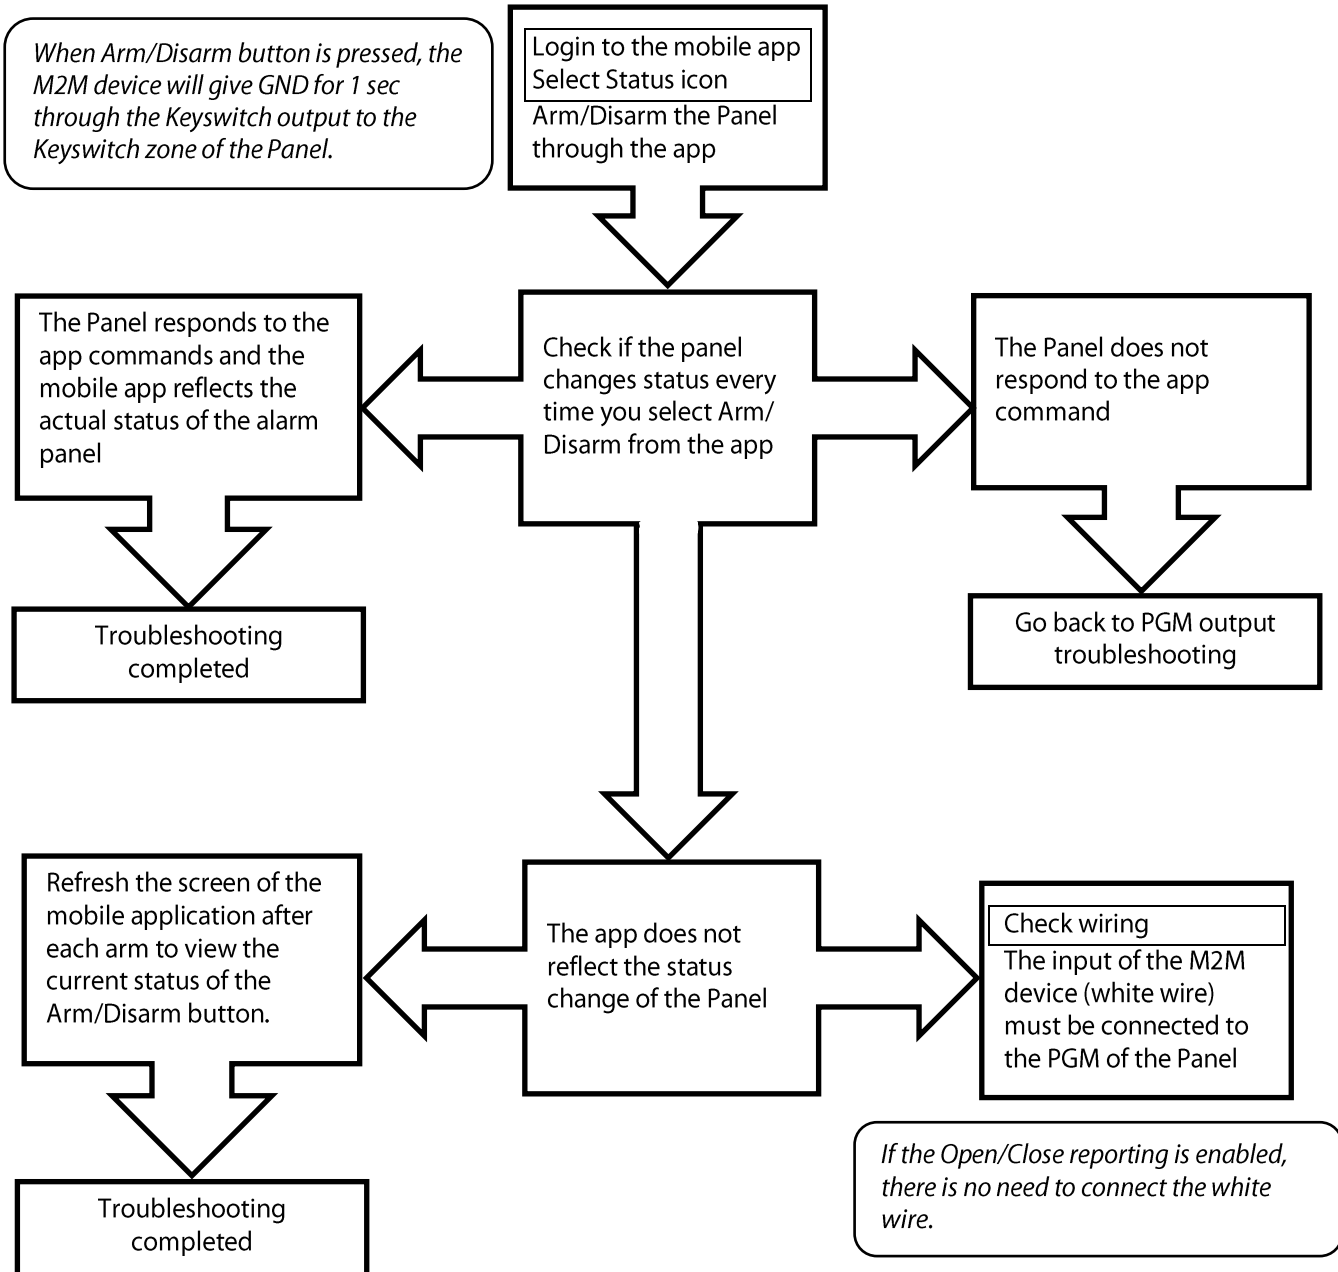 When Arm/Disarm button is pressed, the
M2M device will give GND for 1 sec
through the Keyswitch output to the
Keyswitch zone of the Panel.
Login to the mobile app
Select Status icon
Arm/Disarm the Panel
through the app
The Panel responds to the
app commands and the
mobile app reflects the
actual status of the alarm
panel
Check if the panel
changes status every
time you select Arm/
Disarm from the app
The Panel does not
respond to the app
command
Troubleshooting
completed
Go back to PGM output
troubleshooting
Refresh the screen of the
mobile application after
each arm to view the
current status of the
Arm/Disarm button.
The app does not
reflect the status
change of the Panel
Check wiring
The input of the M2M
device (white wire)
must be connected to
the PGM of the Panel
If the Open/Close reporting is enabled,
there is no need to connect the white
wire.
Troubleshooting
completed